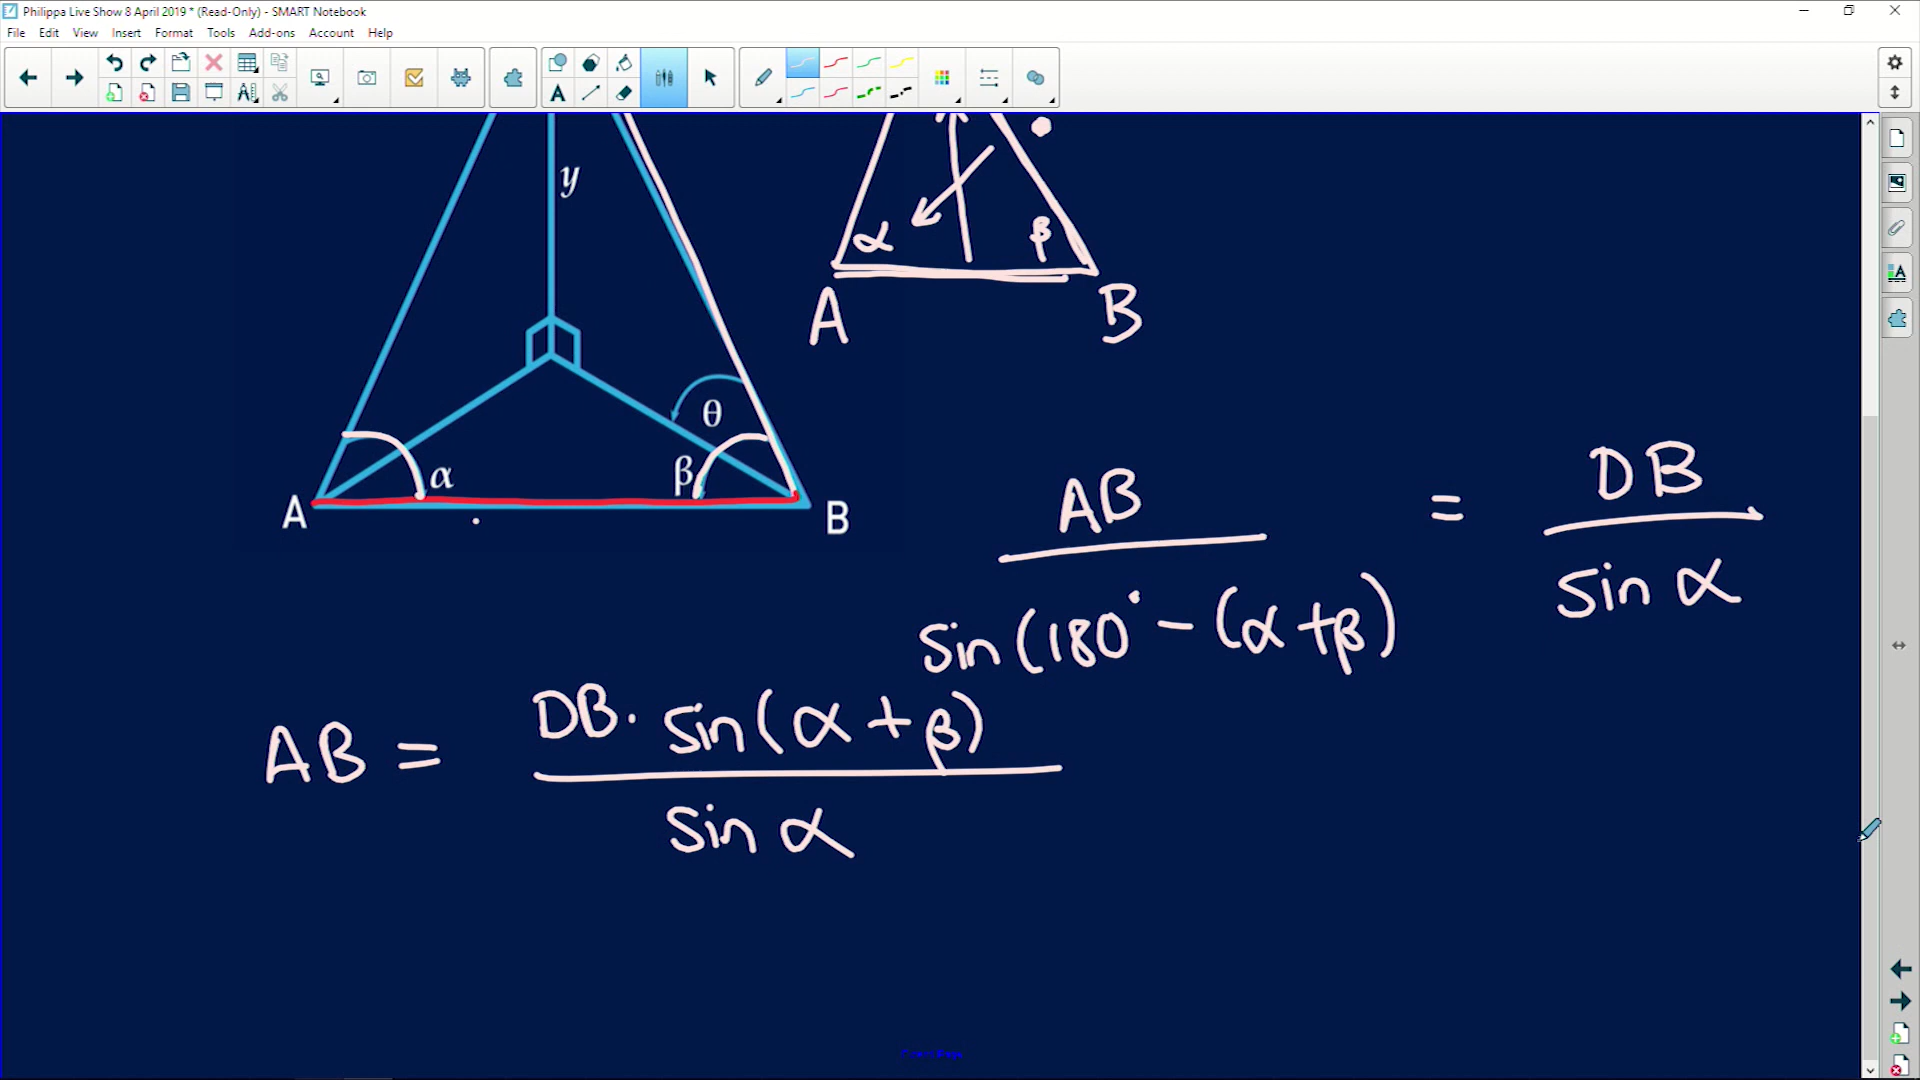 Philippa Live Show 8 April 2019 * (Read-Only) - SMART Notebook
File Edit View Insert Format Tools Add-ons Account Help
y
α β
A B
θ
α β
A B
AB = DB
sin(180° - (α+β) sin α
AB = DB. sin(α + β)
sin α